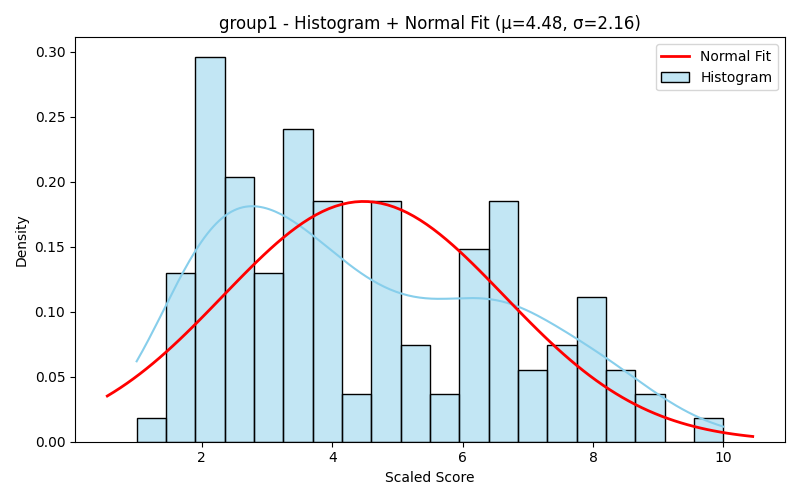 group1 - Histogram + Normal Fit (μ=4.48, σ=2.16)
Normal Fit
Histogram
Density
0.30
0.25
0.20
0.15
0.10
0.05
0.00
2
4
6
8
10
Scaled Score